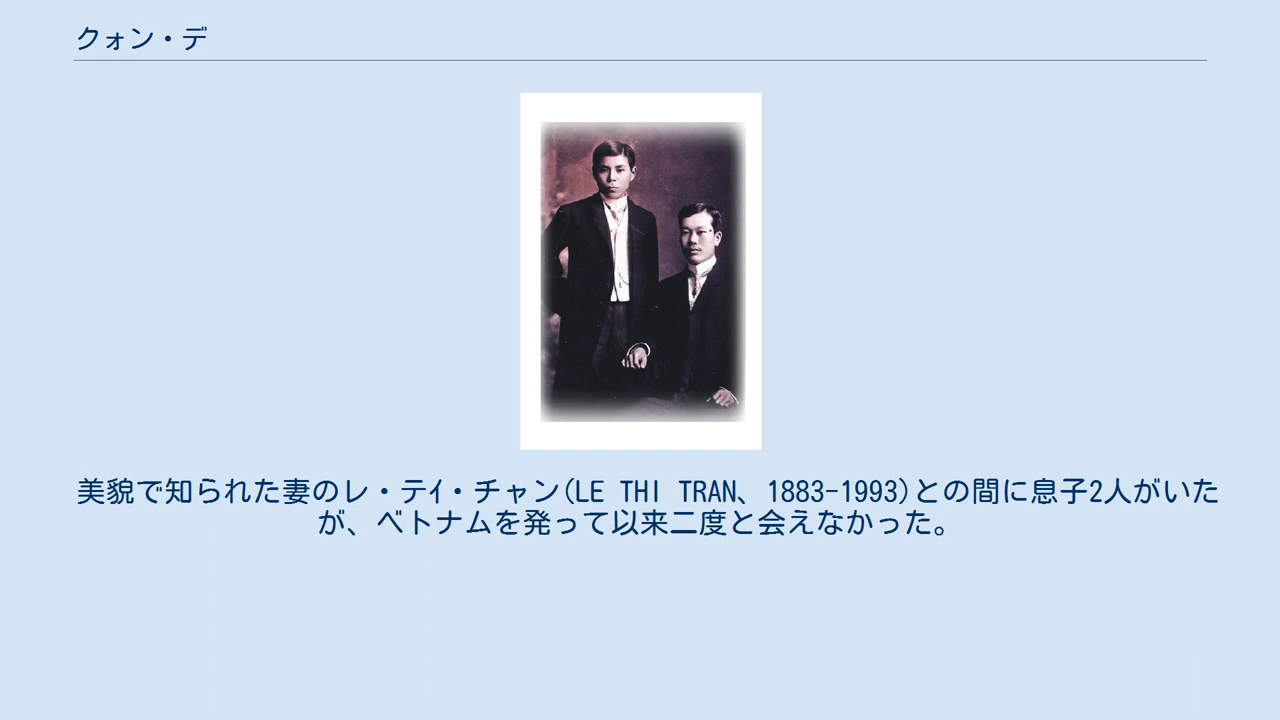 クォン・デ
美貌で知られた妻のレ・テイ・チャン(LE THI TRAN、1883-1993)との間に息子2人がいた
が、ベトナムを発って以来二度と会えなかった。